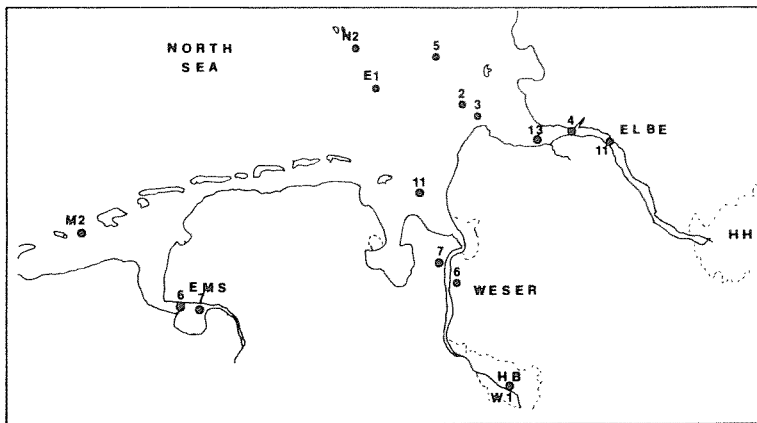 NORTH
SEA
N2
5
E1
2
3
4
13
ELBE
11
11
M2
HH
7
6
WESER
EMS
6
7
HB
W.1